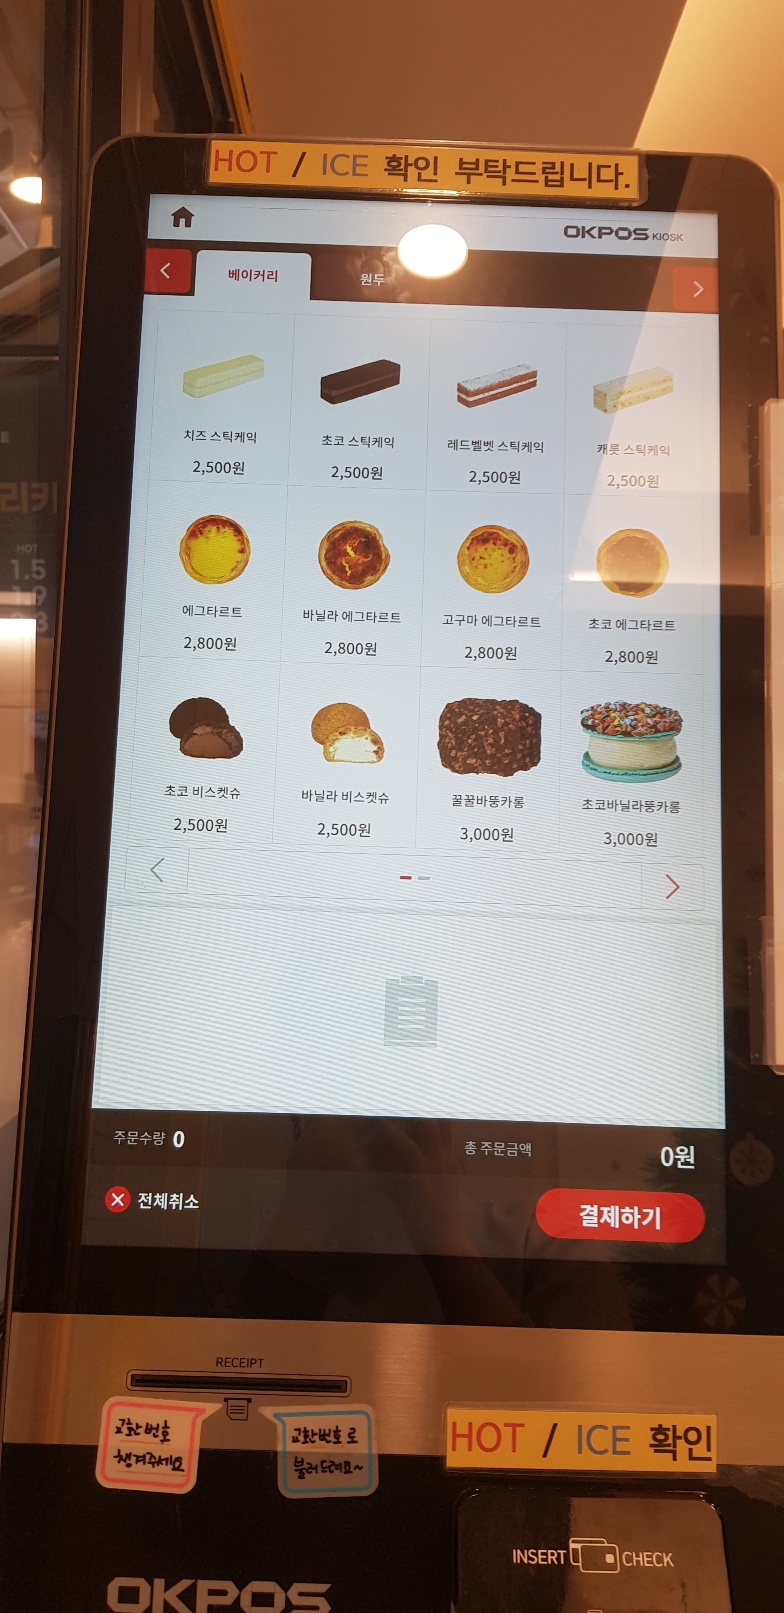 HOT / ICE 확인 부탁드립니다.
OKPOS KIOSK
베이커리
원두
치즈 스틱케익
초코 스틱케익
레드벨벳 스틱케익
캐롯 스틱케익
2,500원
2,500원
2,500원
2,500원
에그타르트
바닐라 에그타르트
고구마 에그타르트
초코 에그타르트
2,800원
2,800원
2,800원
2,800원
초코 비스켓슈
바닐라 비스켓슈
꿀꿀바뚱카롱
초코바닐라뚱카롱
2,500원
2,500원
3,000원
3,000원
리키
HOT
1.5
주문수량 0
총 주문금액
0원
전체취소
결제하기
RECEIPT
교환번호
챙겨주세요
교환번호로
불러드려요~
HOT / ICE 확인
INSERT CHECK
OKPOS